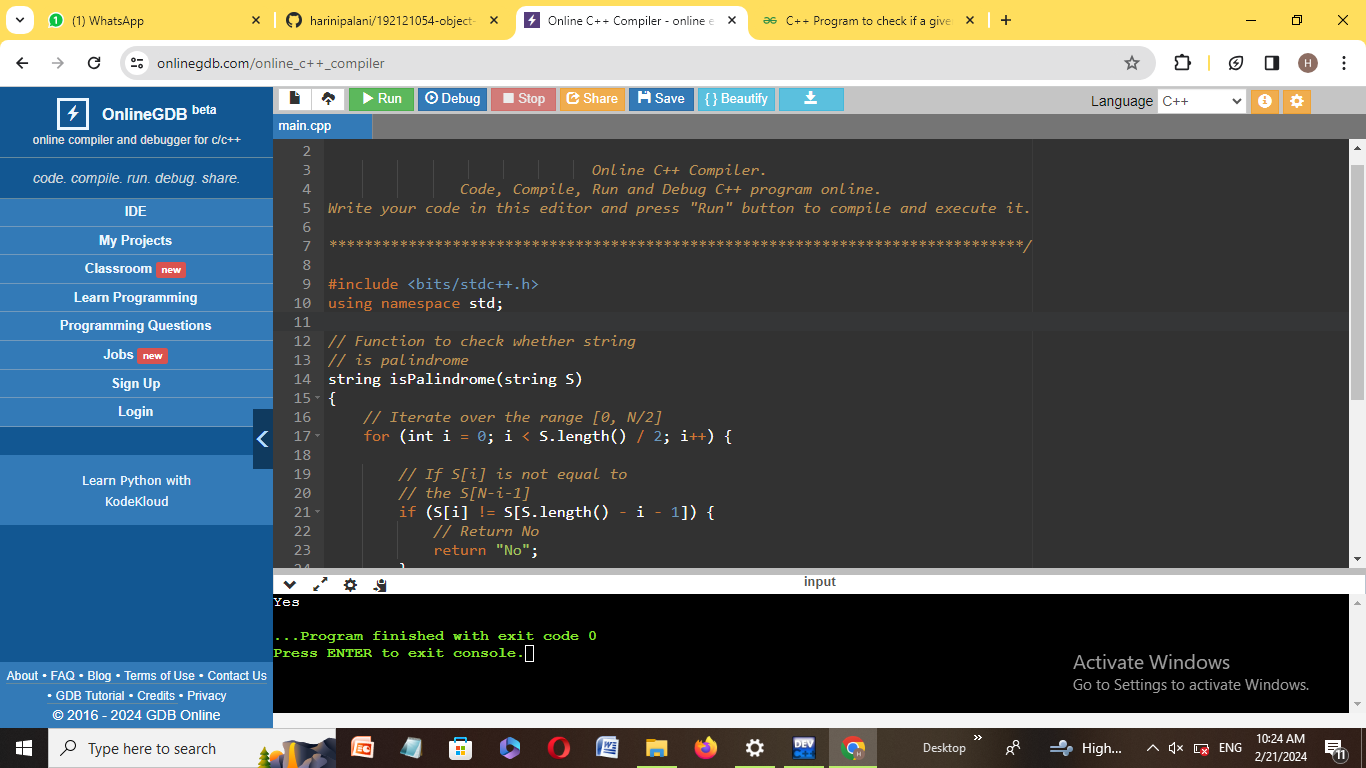 (1) WhatsApp
harinipalani/192121054-object-
Online C++ Compiler - online e
C++ Program to check if a give
onlinegdb.com/online_c++_compiler
H
OnlineGDB beta
online compiler and debugger for c/c++
code. compile. run. debug. share.
IDE
My Projects
Classroom new
Learn Programming
Programming Questions
Jobs new
Sign Up
Login
Learn Python with
KodeKloud
About • FAQ • Blog • Terms of Use • Contact Us
• GDB Tutorial • Credits • Privacy
© 2016 - 2024 GDB Online
Run Debug Stop Share Save { } Beautify
Language C++
main.cpp
2
3 Online C++ Compiler.
4 Code, Compile, Run and Debug C++ program online.
5 Write your code in this editor and press "Run" button to compile and execute it.
6
7 *******************************************************************************/
8
9 #include <bits/stdc++.h>
10 using namespace std;
11
12 // Function to check whether string
13 // is palindrome
14 string isPalindrome(string S)
15 {
16 // Iterate over the range [0, N/2]
17 for (int i = 0; i < S.length() / 2; i++) {
18
19 // If S[i] is not equal to
20 // the S[N-i-1]
21 if (S[i] != S[S.length() - i - 1]) {
22 // Return No
23 return "No";
24 }
input
Yes
...Program finished with exit code 0
Press ENTER to exit console.
Activate Windows
Go to Settings to activate Windows.
Type here to search
DEV
Desktop
High...
ENG
10:24 AM
2/21/2024
11